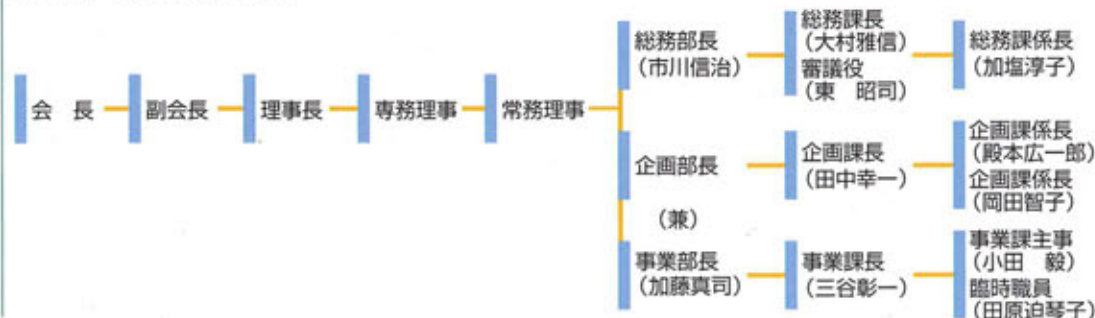 会　長
副会長
理事長
専務理事
常務理事
総務部長
（市川信治）
総務課長
（大村雅信）
審議役
（東　昭司）
総務課係長
（加塩淳子）
企画部長
企画課長
（田中幸一）
企画課係長
（殿本広一郎）
企画課係長
（岡田智子）
（兼）
事業部長
（加藤真司）
事業課長
（三谷彰一）
事業課主事
（小田　毅）
臨時職員
（田原迫琴子）